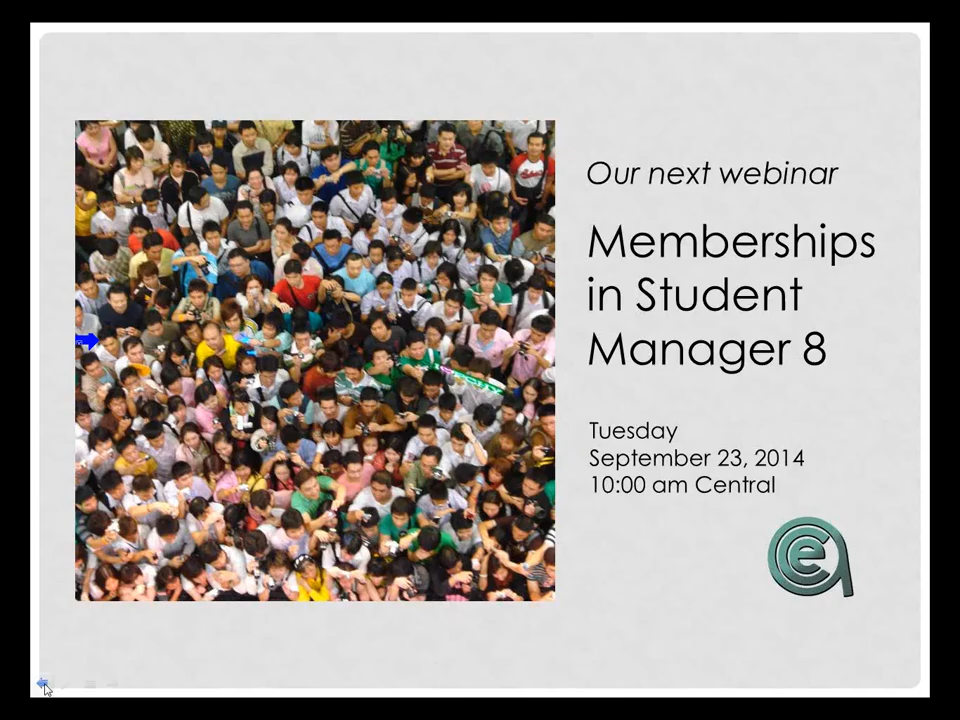 Our next webinar
Memberships
in Student
Manager 8
Tuesday
September 23, 2014
10:00 am Central